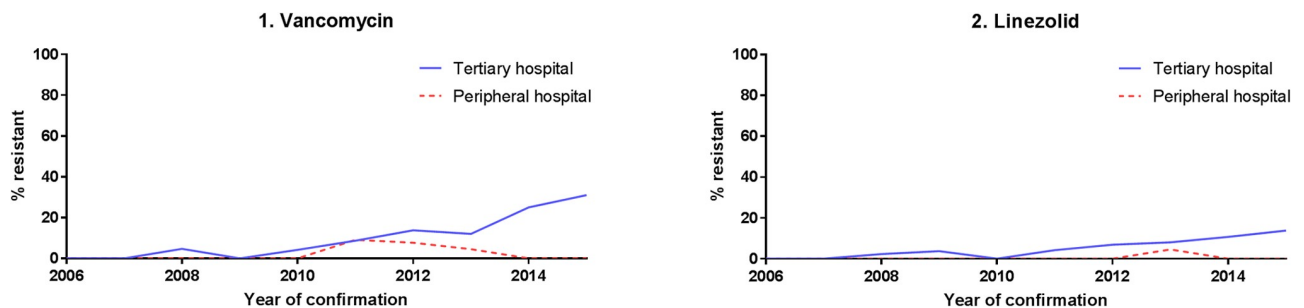 1. Vancomycin
% resistant
100
80
60
40
20
0
Tertiary hospital
Peripheral hospital
2006 2008 2010 2012 2014
Year of confirmation
2. Linezolid
% resistant
100
80
60
40
20
0
Tertiary hospital
Peripheral hospital
2006 2008 2010 2012 2014
Year of confirmation